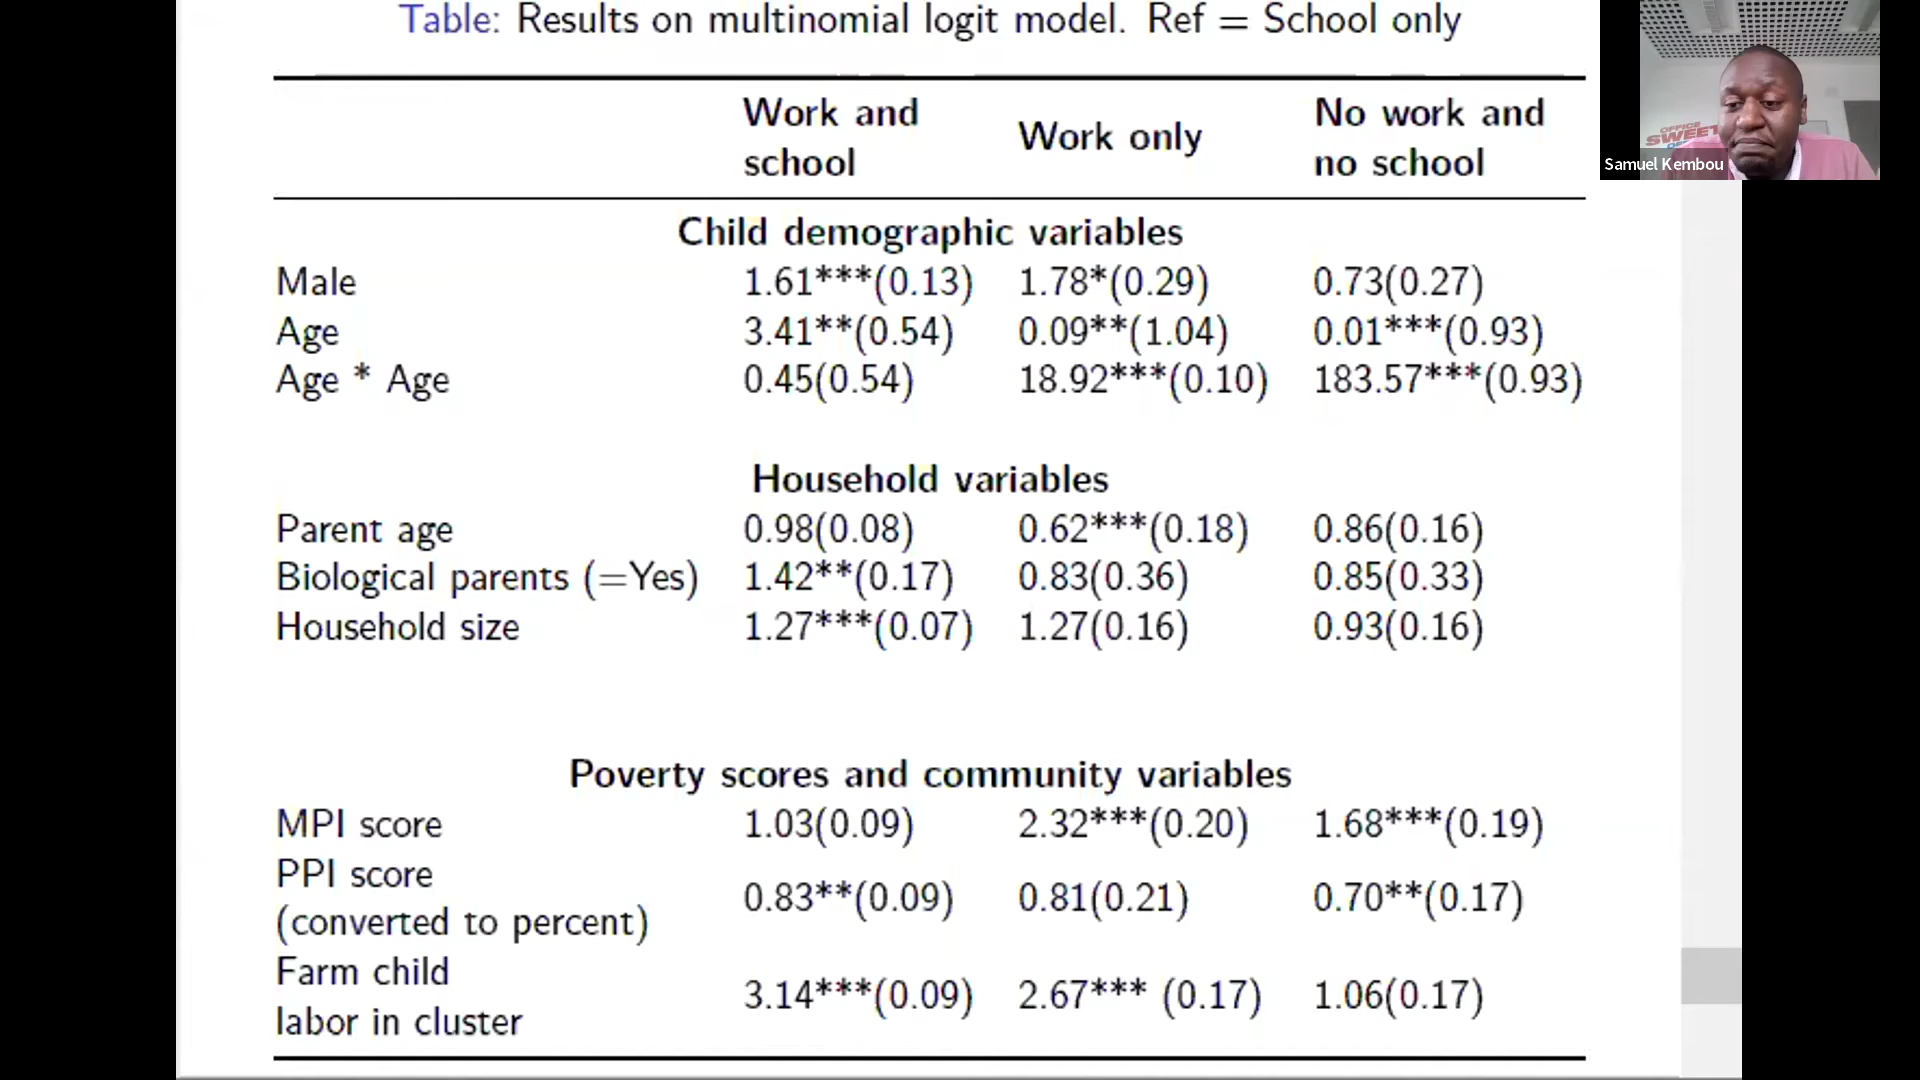 Table: Results on multinomial logit model. Ref = School only
Work and school
Work only
No work and no school
Child demographic variables
Male 1.61***(0.13) 1.78*(0.29) 0.73(0.27)
Age 3.41**(0.54) 0.09**(1.04) 0.01***(0.93)
Age * Age 0.45(0.54) 18.92***(0.10) 183.57***(0.93)
Household variables
Parent age 0.98(0.08) 0.62***(0.18) 0.86(0.16)
Biological parents (=Yes) 1.42**(0.17) 0.83(0.36) 0.85(0.33)
Household size 1.27***(0.07) 1.27(0.16) 0.93(0.16)
Poverty scores and community variables
MPI score 1.03(0.09) 2.32***(0.20) 1.68***(0.19)
PPI score
(converted to percent) 0.83**(0.09) 0.81(0.21) 0.70**(0.17)
Farm child
labor in cluster 3.14***(0.09) 2.67*** (0.17) 1.06(0.17)
OFFICE
SWEET
Samuel Kembou